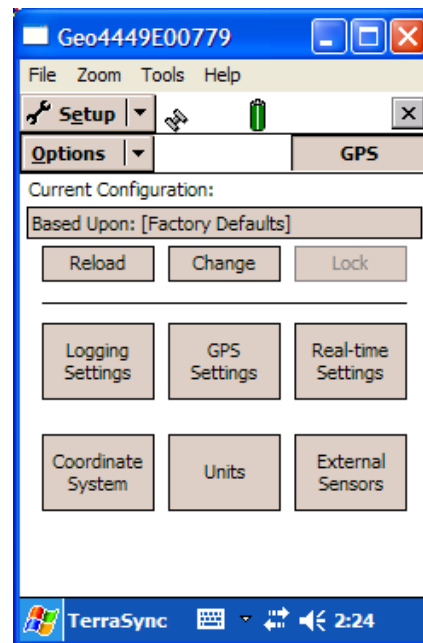 Geo4449E00779
File Zoom Tools Help
Setup
Options GPS
Current Configuration:
Based Upon: [Factory Defaults]
Reload Change Lock
Logging Settings
GPS Settings
Real-time Settings
Coordinate System
Units
External Sensors
TerraSync 2:24